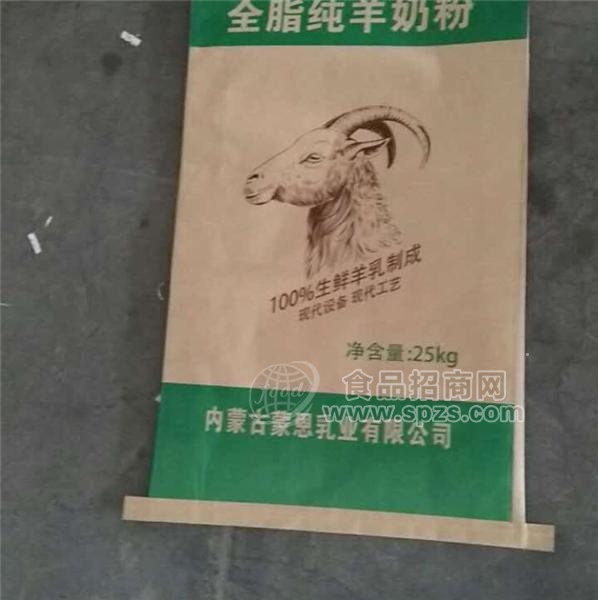 全脂纯羊奶粉
100%生鲜羊乳制成
现代设备 现代工艺
净含量:25kg
食品招商网
www.spzs.com
内蒙古蒙恩乳业有限公司